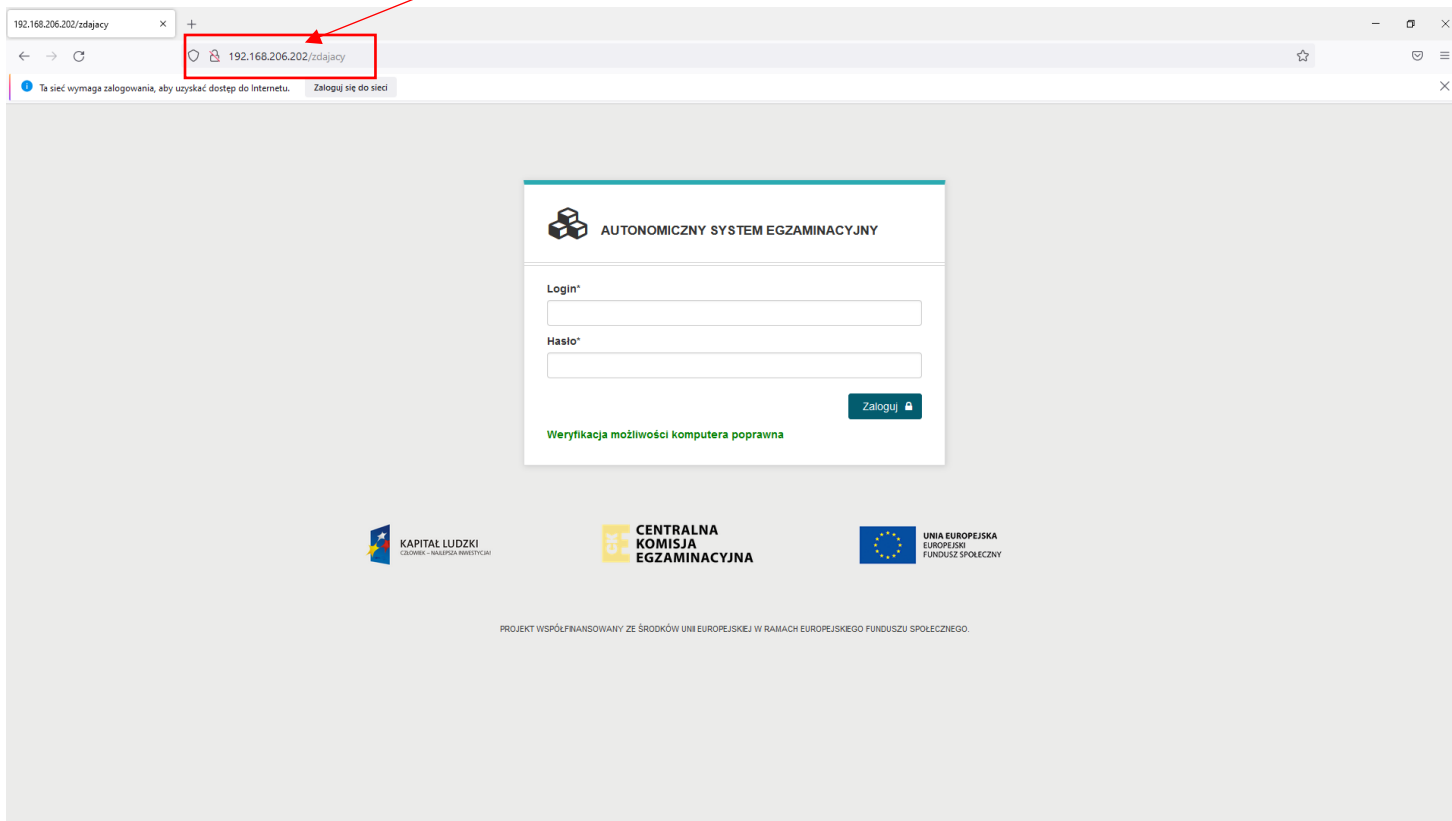 192.168.206.202/zdajacy
192.168.206.202/zdajacy
Ta sieć wymaga zalogowania, aby uzyskać dostęp do Internetu. Zaloguj się do sieci
AUTONOMICZNY SYSTEM EGZAMINACYJNY
Login*
Hasło*
Zaloguj
Weryfikacja możliwości komputera poprawna
KAPITAŁ LUDZKI
CZŁOWIEK – NAJLEPSZA INWESTYCJA!
CKE
CENTRALNA
KOMISJA
EGZAMINACYJNA
UNIA EUROPEJSKA
EUROPEJSKI
FUNDUSZ SPOŁECZNY
PROJEKT WSPÓŁFINANSOWANY ZE ŚRODKÓW UNII EUROPEJSKIEJ W RAMACH EUROPEJSKIEGO FUNDUSZU SPOŁECZNEGO.